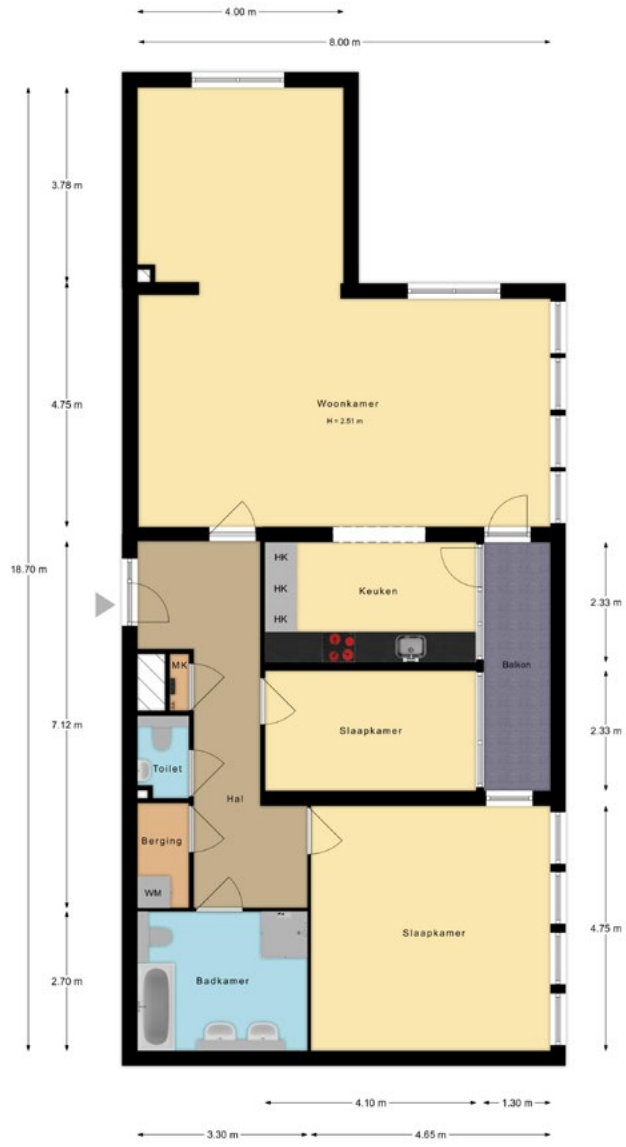 4.00 m
8.00 m
3.78 m
4.75 m
Woonkamer
H = 2.51 m
18.70 m
HK
HK
HK
Keuken
2.33 m
Balkon
MK
7.12 m
Slaapkamer
2.33 m
Toilet
Hal
Berging
WM
Slaapkamer
4.75 m
Badkamer
2.70 m
4.10 m
1.30 m
3.30 m
4.65 m